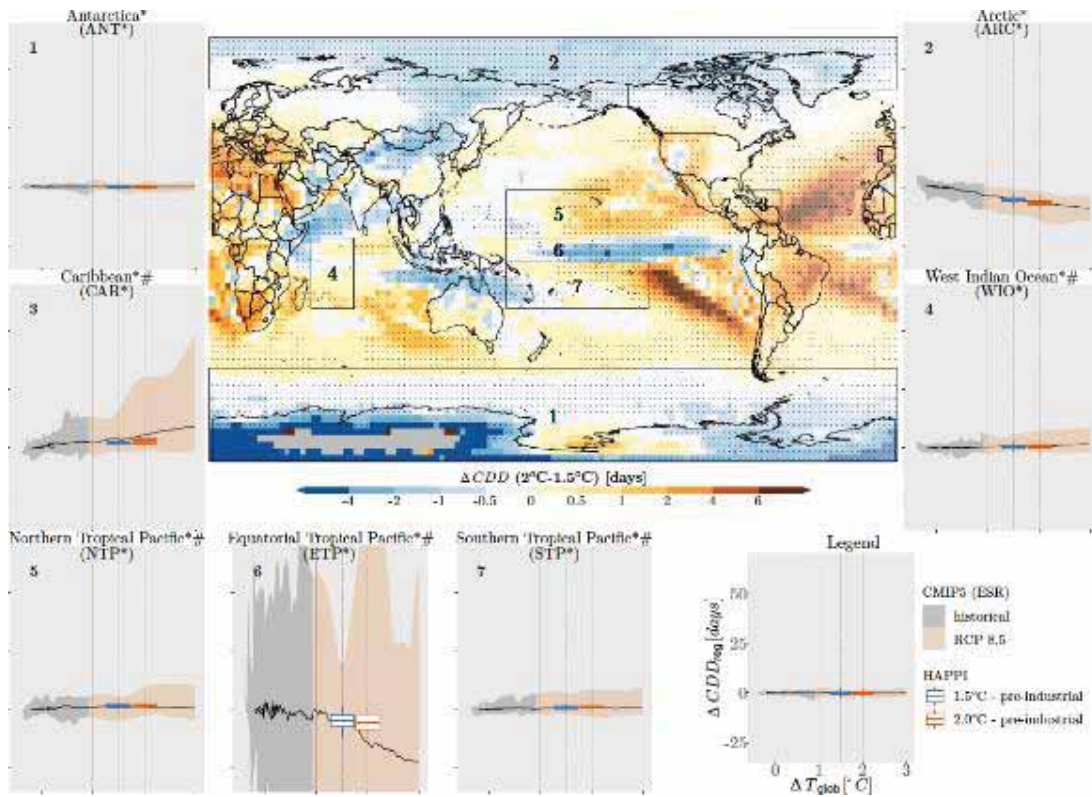 Antarctica*
(ANT*)
1
Arctic*
(ARC*)
2
2
5
6
3
4
7
1
Caribbean*#
(CAR*)
3
West Indian Ocean*#
(WIO*)
4
ΔCDD (2°C-1.5°C) [days]
-4 -2 -1 -0.5 0 0.5 1 2 4 6
Northern Tropical Pacific*#
(NTP*)
5
Equatorial Tropical Pacific*#
(ETP*)
6
Southern Tropical Pacific*#
(STP*)
7
Legend
ΔCDDreg[days]
50
25
0
-25
0 1 2 3
ΔTglob[°C]
CMIP5 (ESR)
historical
RCP 8.5
HAPPI
1.5°C - pre-industrial
2.0°C - pre-industrial